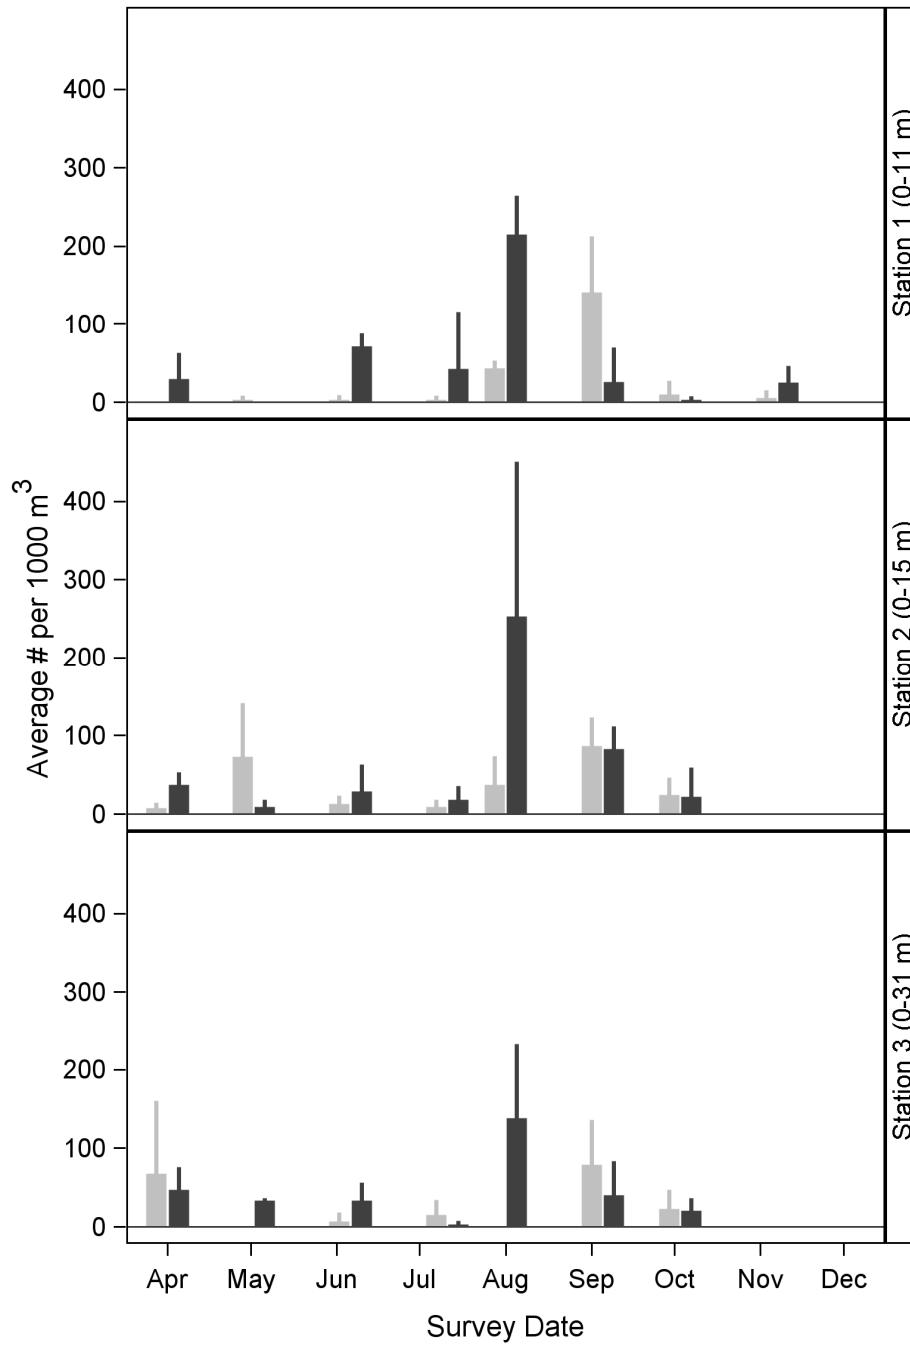 400
300
200
100
0
Station 1 (0-11 m)
400
300
200
100
0
Station 2 (0-15 m)
Average # per 1000 m³
400
300
200
100
0
Station 3 (0-31 m)
Apr May Jun Jul Aug Sep Oct Nov Dec
Survey Date